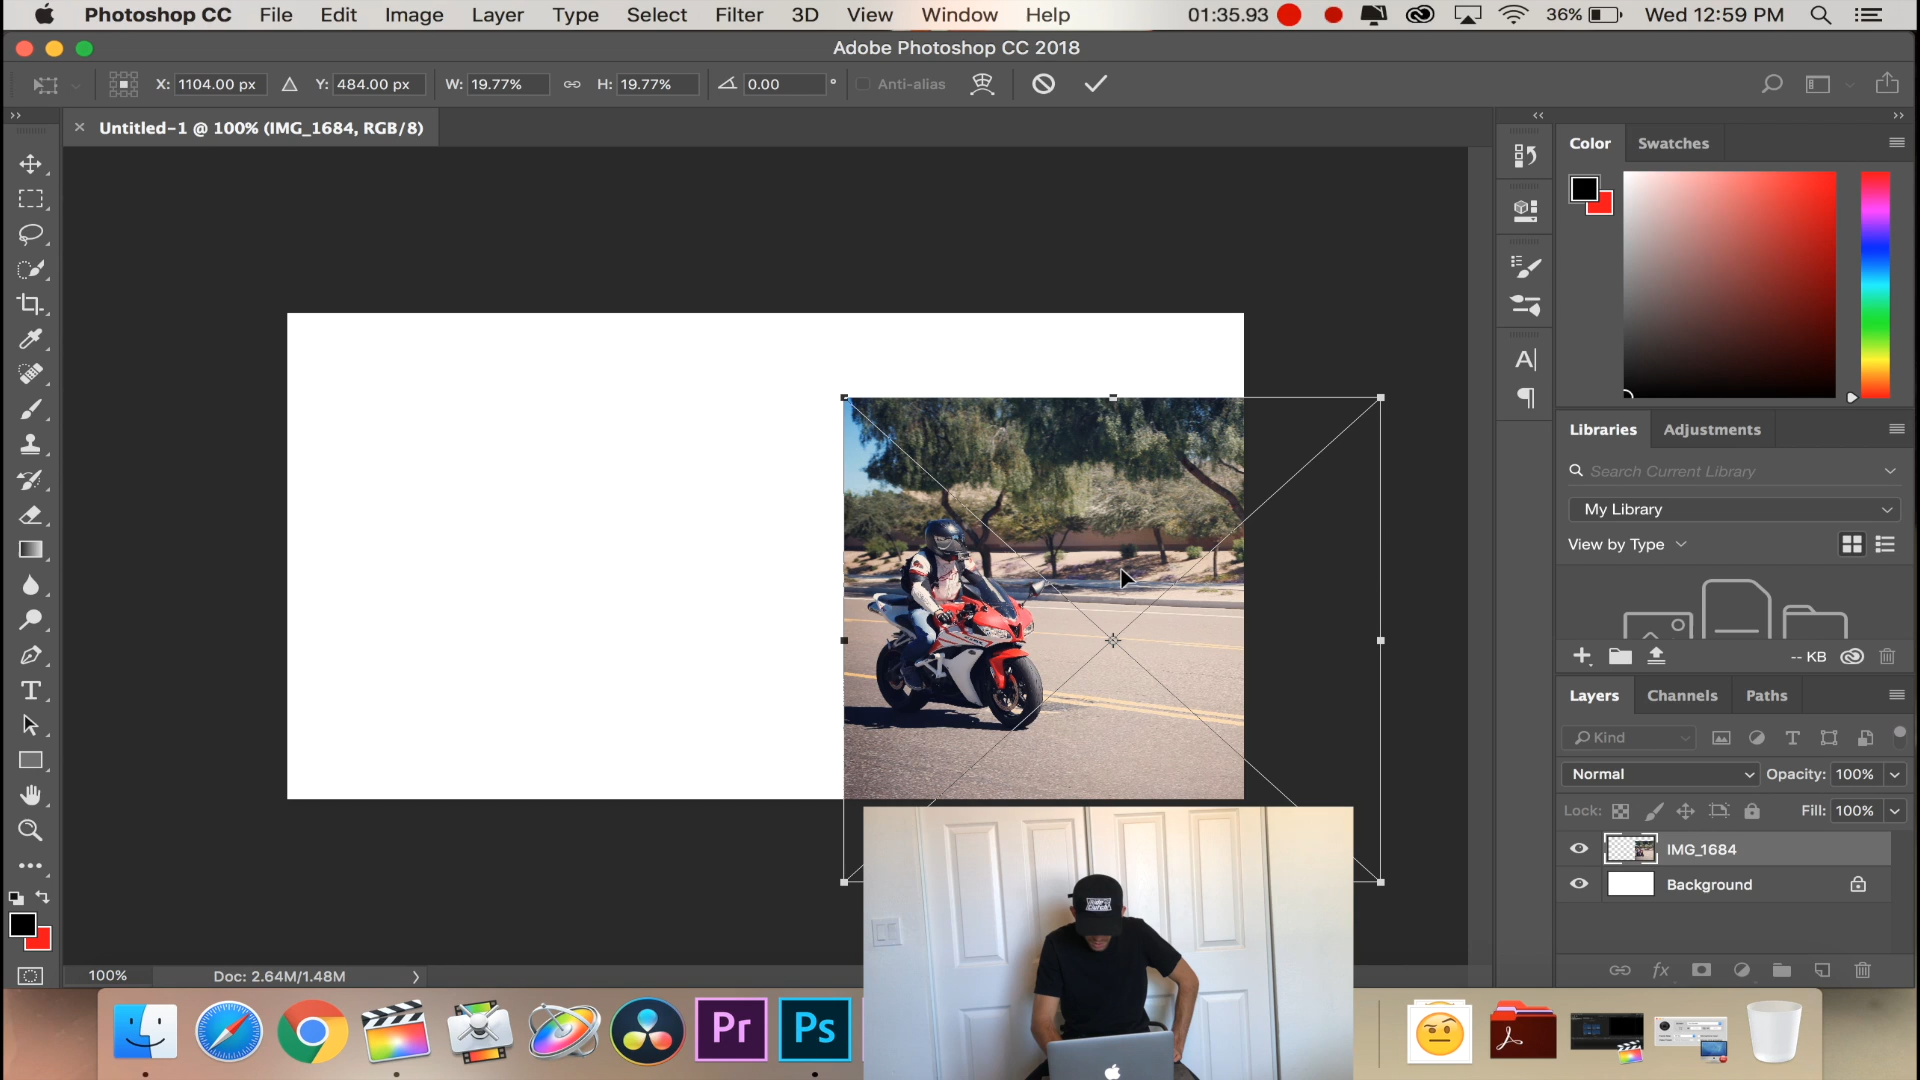 Photoshop CC File Edit Image Layer Type Select Filter 3D View Window Help 01:35.93 36% Wed 12:59 PM
Adobe Photoshop CC 2018
X: 1104.00 px Y: 484.00 px W: 19.77% H: 19.77% 0.00 ° Anti-alias
Untitled-1 @ 100% (IMG_1684, RGB/8)
Color Swatches
A|
Libraries Adjustments
Search Current Library
My Library
View by Type
-- KB
T
Layers Channels Paths
Kind T
Normal Opacity: 100%
Lock: Fill: 100%
IMG_1684
Background
fx
100% Doc: 2.64M/1.48M
Pr Ps